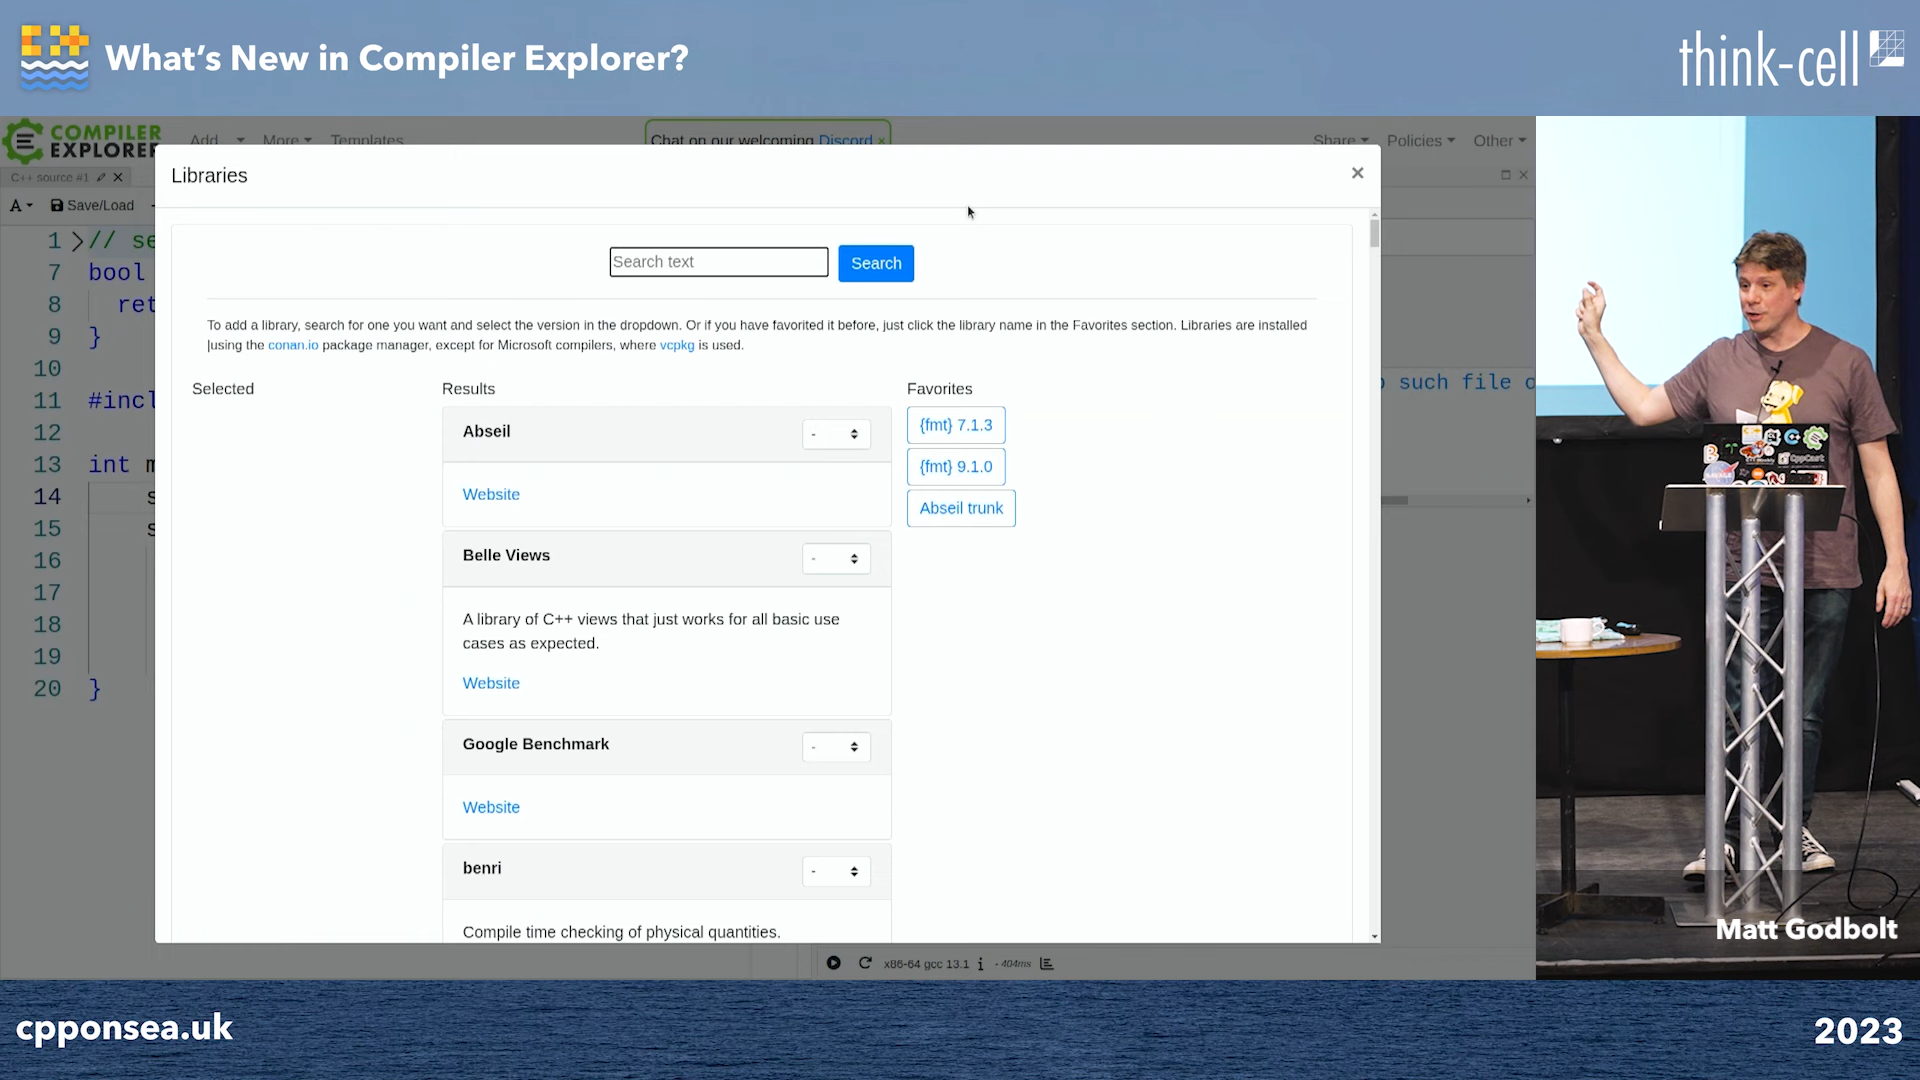 What's New in Compiler Explorer?
think-cell
COMPILER
EXPLORER
Add
More
Templates
Chat on our welcoming Discord ×
Share
Policies
Other
C++ source #1
A
Save/Load
Libraries
×
Search text
Search
To add a library, search for one you want and select the version in the dropdown. Or if you have favorited it before, just click the library name in the Favorites section. Libraries are installed
using the conan.io package manager, except for Microsoft compilers, where vcpkg is used.
Selected
Results
Favorites
Abseil
-
Website
Belle Views
-
A library of C++ views that just works for all basic use
cases as expected.
Website
Google Benchmark
-
Website
benri
-
Compile time checking of physical quantities.
{fmt} 7.1.3
{fmt} 9.1.0
Abseil trunk
1 // se
7 bool
8 ret
9 }
10
11 #incl
12
13 int m
14 s
15 s
16
17
18
19
20 }
such file o
x86-64 gcc 13.1 i - 404ms
CppCast
Matt Godbolt
cpponsea.uk
2023